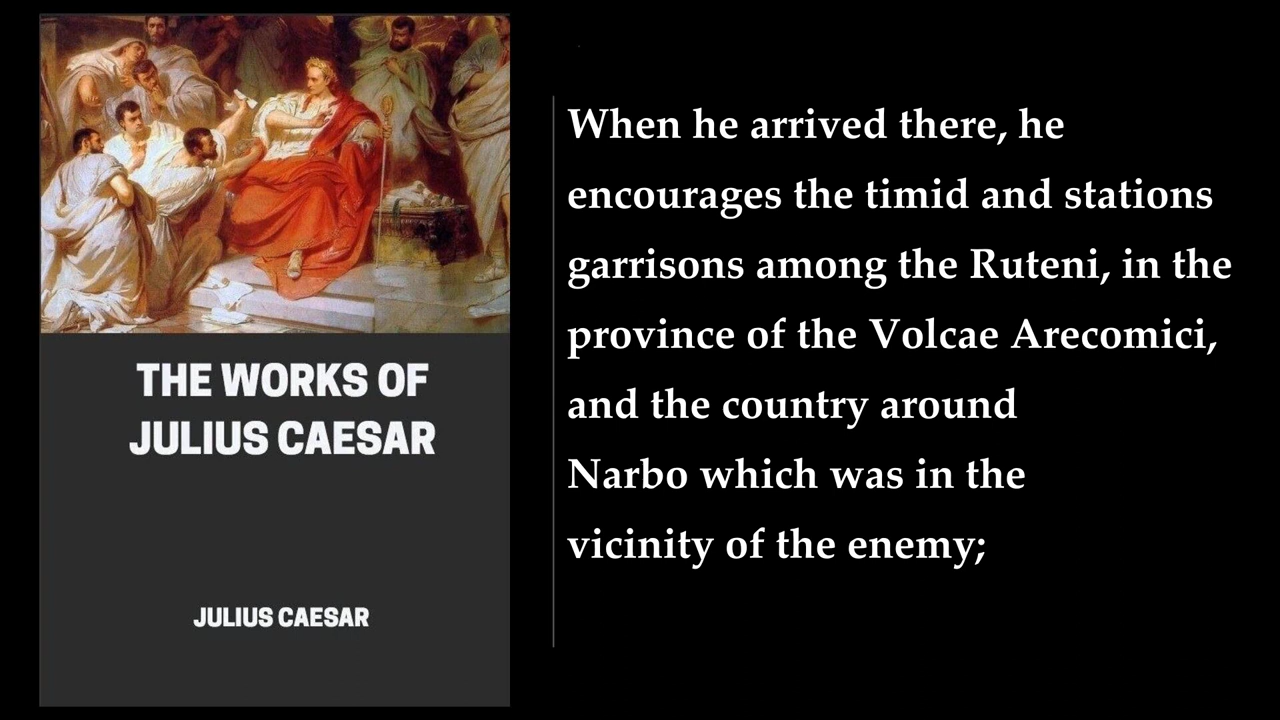 THE WORKS OF
JULIUS CAESAR
JULIUS CAESAR
When he arrived there, he
encourages the timid and stations
garrisons among the Ruteni, in the
province of the Volcae Arecomici,
and the country around
Narbo which was in the
vicinity of the enemy;